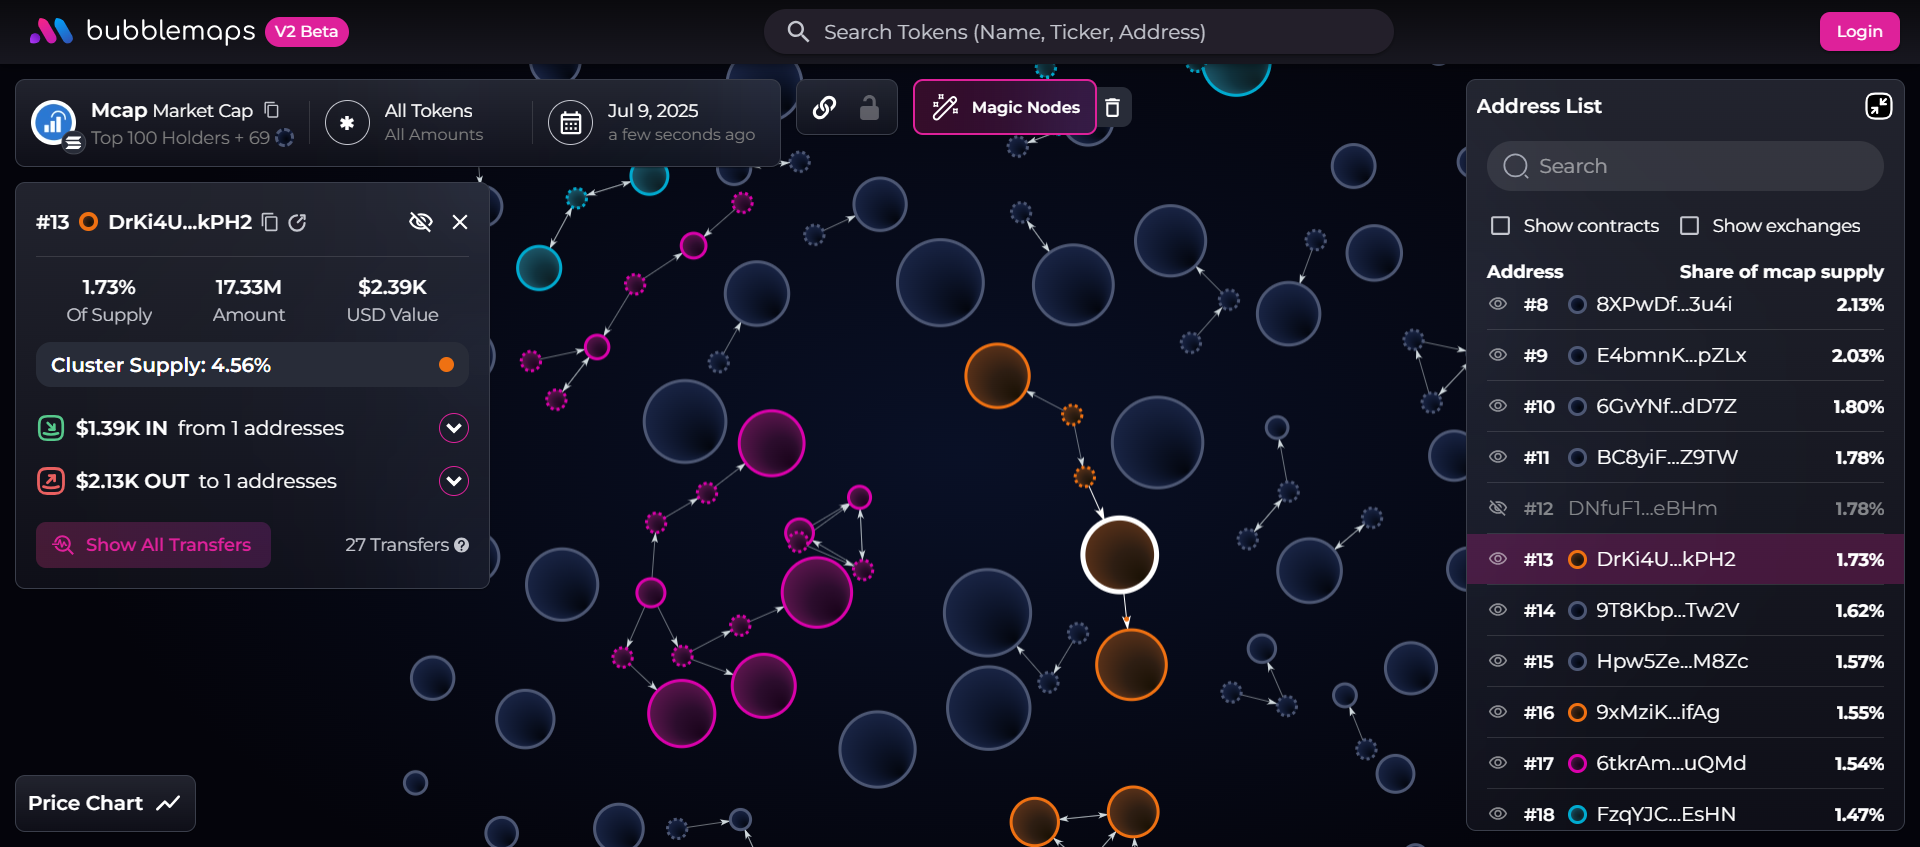 bubblemaps V2 Beta
Search Tokens (Name, Ticker, Address)
Login
Mcap Market Cap
Top 100 Holders + 69
All Tokens
All Amounts
Jul 9, 2025
a few seconds ago
Magic Nodes
#13 DrKi4U...kPH2
1.73% 17.33M $2.39K
Of Supply Amount USD Value
Cluster Supply: 4.56%
$1.39K IN from 1 addresses
$2.13K OUT to 1 addresses
Show All Transfers 27 Transfers ?
Price Chart
Address List
Search
Show contracts Show exchanges
Address Share of mcap supply
#8 8XPwDf...3u4i 2.13%
#9 E4bmnK...pZLx 2.03%
#10 6GvYNf...dD7Z 1.80%
#11 BC8yiF...Z9TW 1.78%
#12 DNfuF1...eBHm 1.78%
#13 DrKi4U...kPH2 1.73%
#14 9T8Kbp...Tw2V 1.62%
#15 Hpw5Ze...M8Zc 1.57%
#16 9xMziK...ifAg 1.55%
#17 6tkrAm...uQMd 1.54%
#18 FzqYJC...EsHN 1.47%